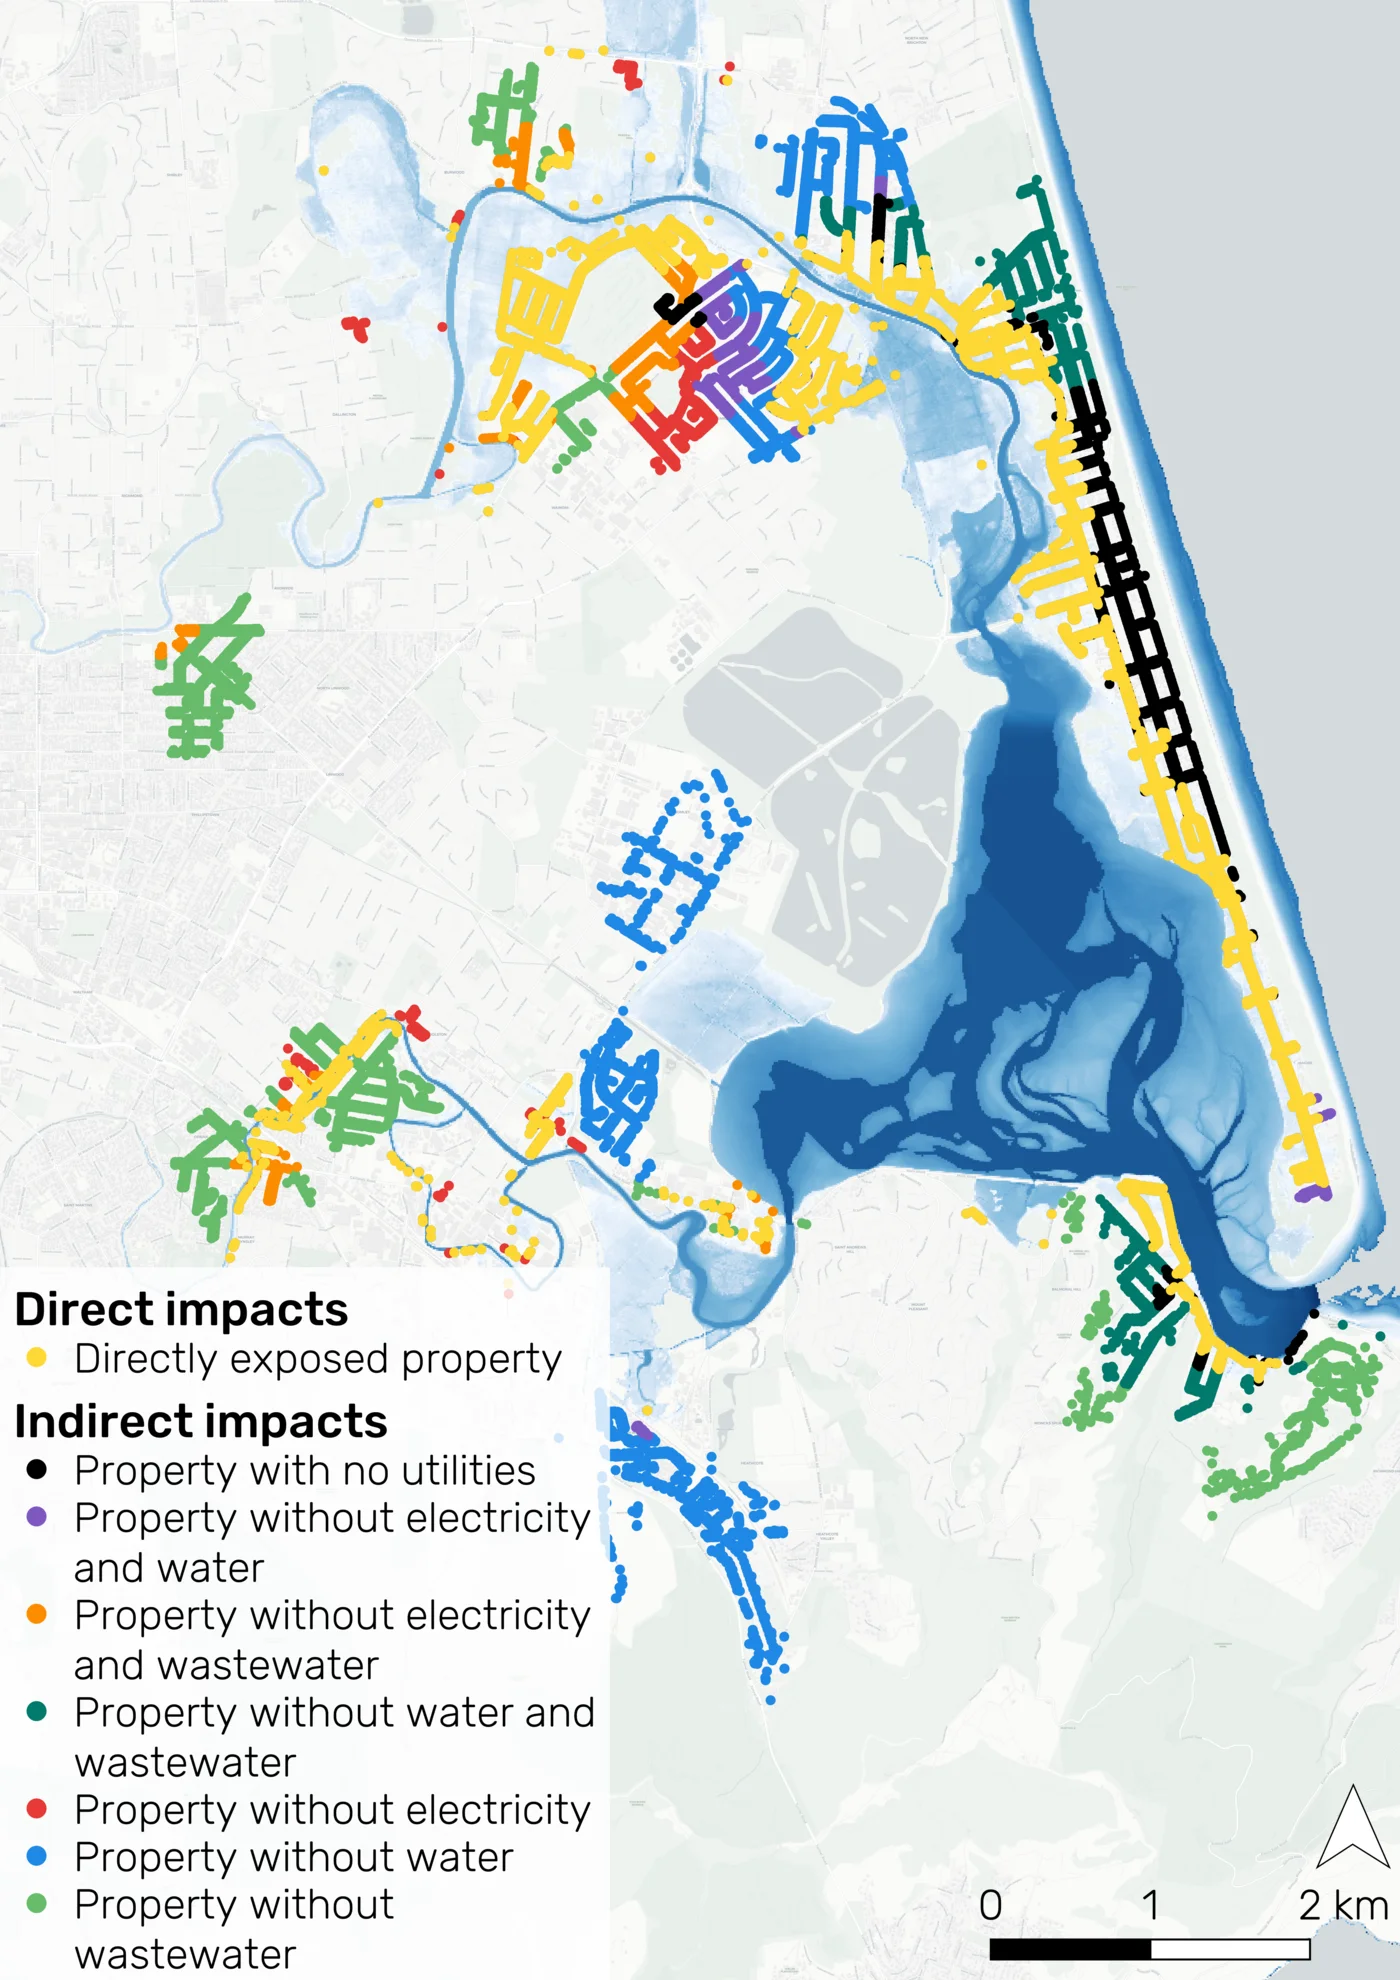 Direct impacts
Directly exposed property
Indirect impacts
Property with no utilities
Property without electricity
and water
Property without electricity
and wastewater
Property without water and
wastewater
Property without electricity
Property without water
Property without
wastewater
0 1 2 km